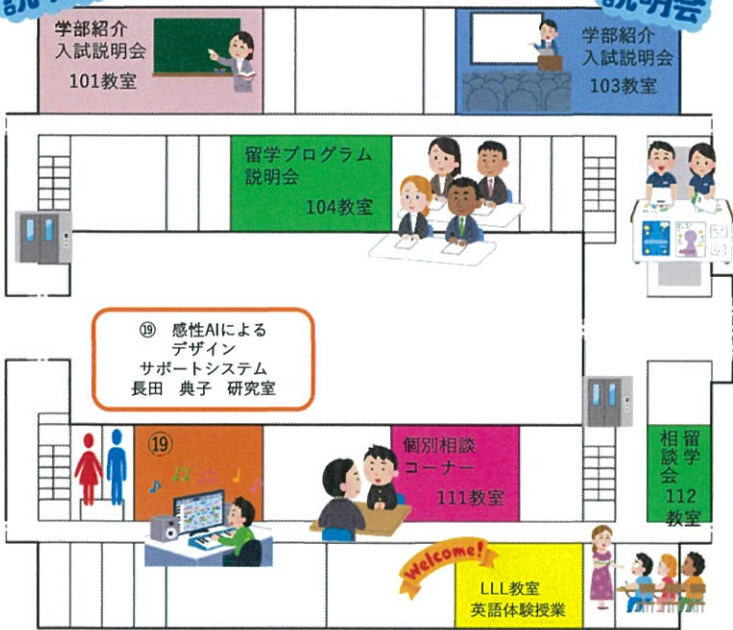 説明会
学部紹介
入試説明会
101教室
学部紹介
入試説明会
103教室
留学プログラム
説明会
104教室
⑲ 感性AIによる
デザイン
サポートシステム
長田 典子 研究室
⑲
個別相談
コーナー
111教室
留学
相談会
112
教室
Welcome!
LLL教室
英語体験授業